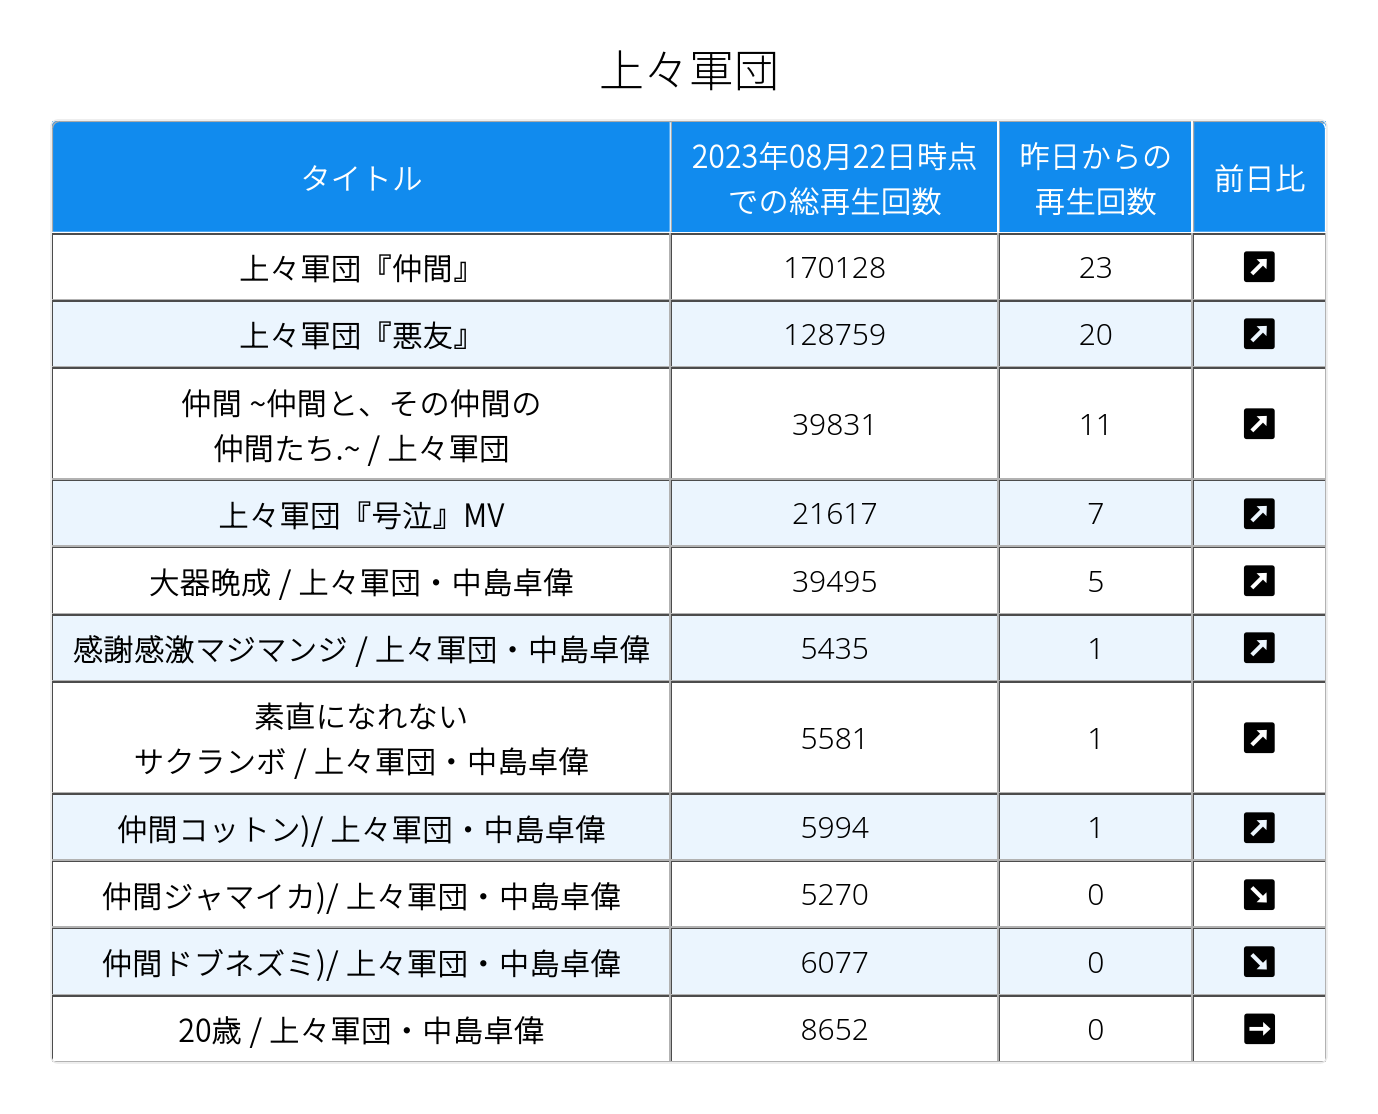 上々軍団
タイトル
2023年08月22日時点
での総再生回数
昨日からの
再生回数
前日比
上々軍団『仲間』
170128
23
上々軍団『悪友』
128759
20
仲間 ~仲間と、その仲間の
仲間たち.~ / 上々軍団
39831
11
上々軍団『号泣』MV
21617
7
大器晩成 / 上々軍団・中島卓偉
39495
5
感謝感激マジマンジ / 上々軍団・中島卓偉
5435
1
素直になれない
サクランボ / 上々軍団・中島卓偉
5581
1
仲間コットン)/ 上々軍団・中島卓偉
5994
1
仲間ジャマイカ)/ 上々軍団・中島卓偉
5270
0
仲間ドブネズミ)/ 上々軍団・中島卓偉
6077
0
20歳 / 上々軍団・中島卓偉
8652
0